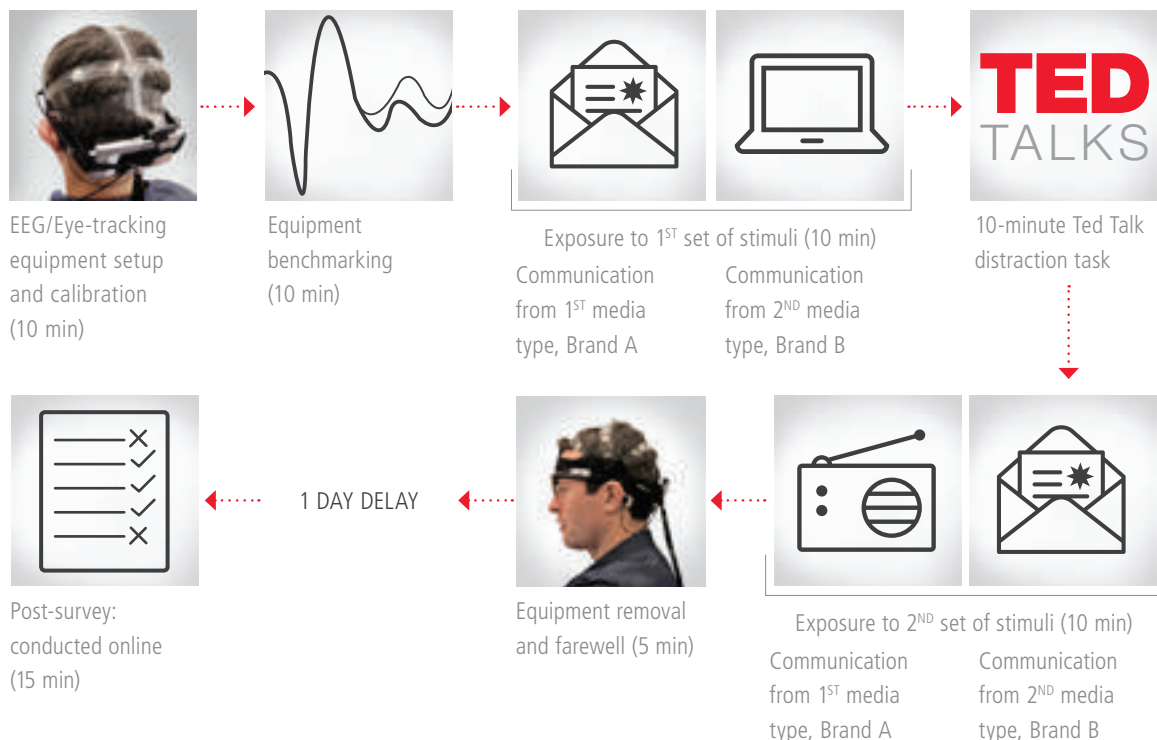 TED
TALKS
EEG/Eye-tracking
equipment setup
and calibration
(10 min)
Equipment
benchmarking
(10 min)
Exposure to 1ST set of stimuli (10 min)
Communication
from 1ST media
type, Brand A
Communication
from 2ND media
type, Brand B
10-minute Ted Talk
distraction task
1 DAY DELAY
Post-survey:
conducted online
(15 min)
Equipment removal
and farewell (5 min)
Exposure to 2ND set of stimuli (10 min)
Communication
from 1ST media
type, Brand A
Communication
from 2ND media
type, Brand B